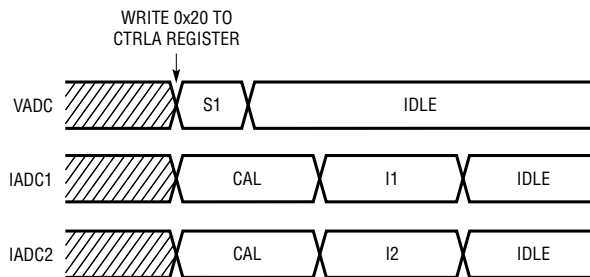 WRITE 0x20 TO
CTRLA REGISTER
VADC S1 IDLE
IADC1 CAL I1 IDLE
IADC2 CAL I2 IDLE